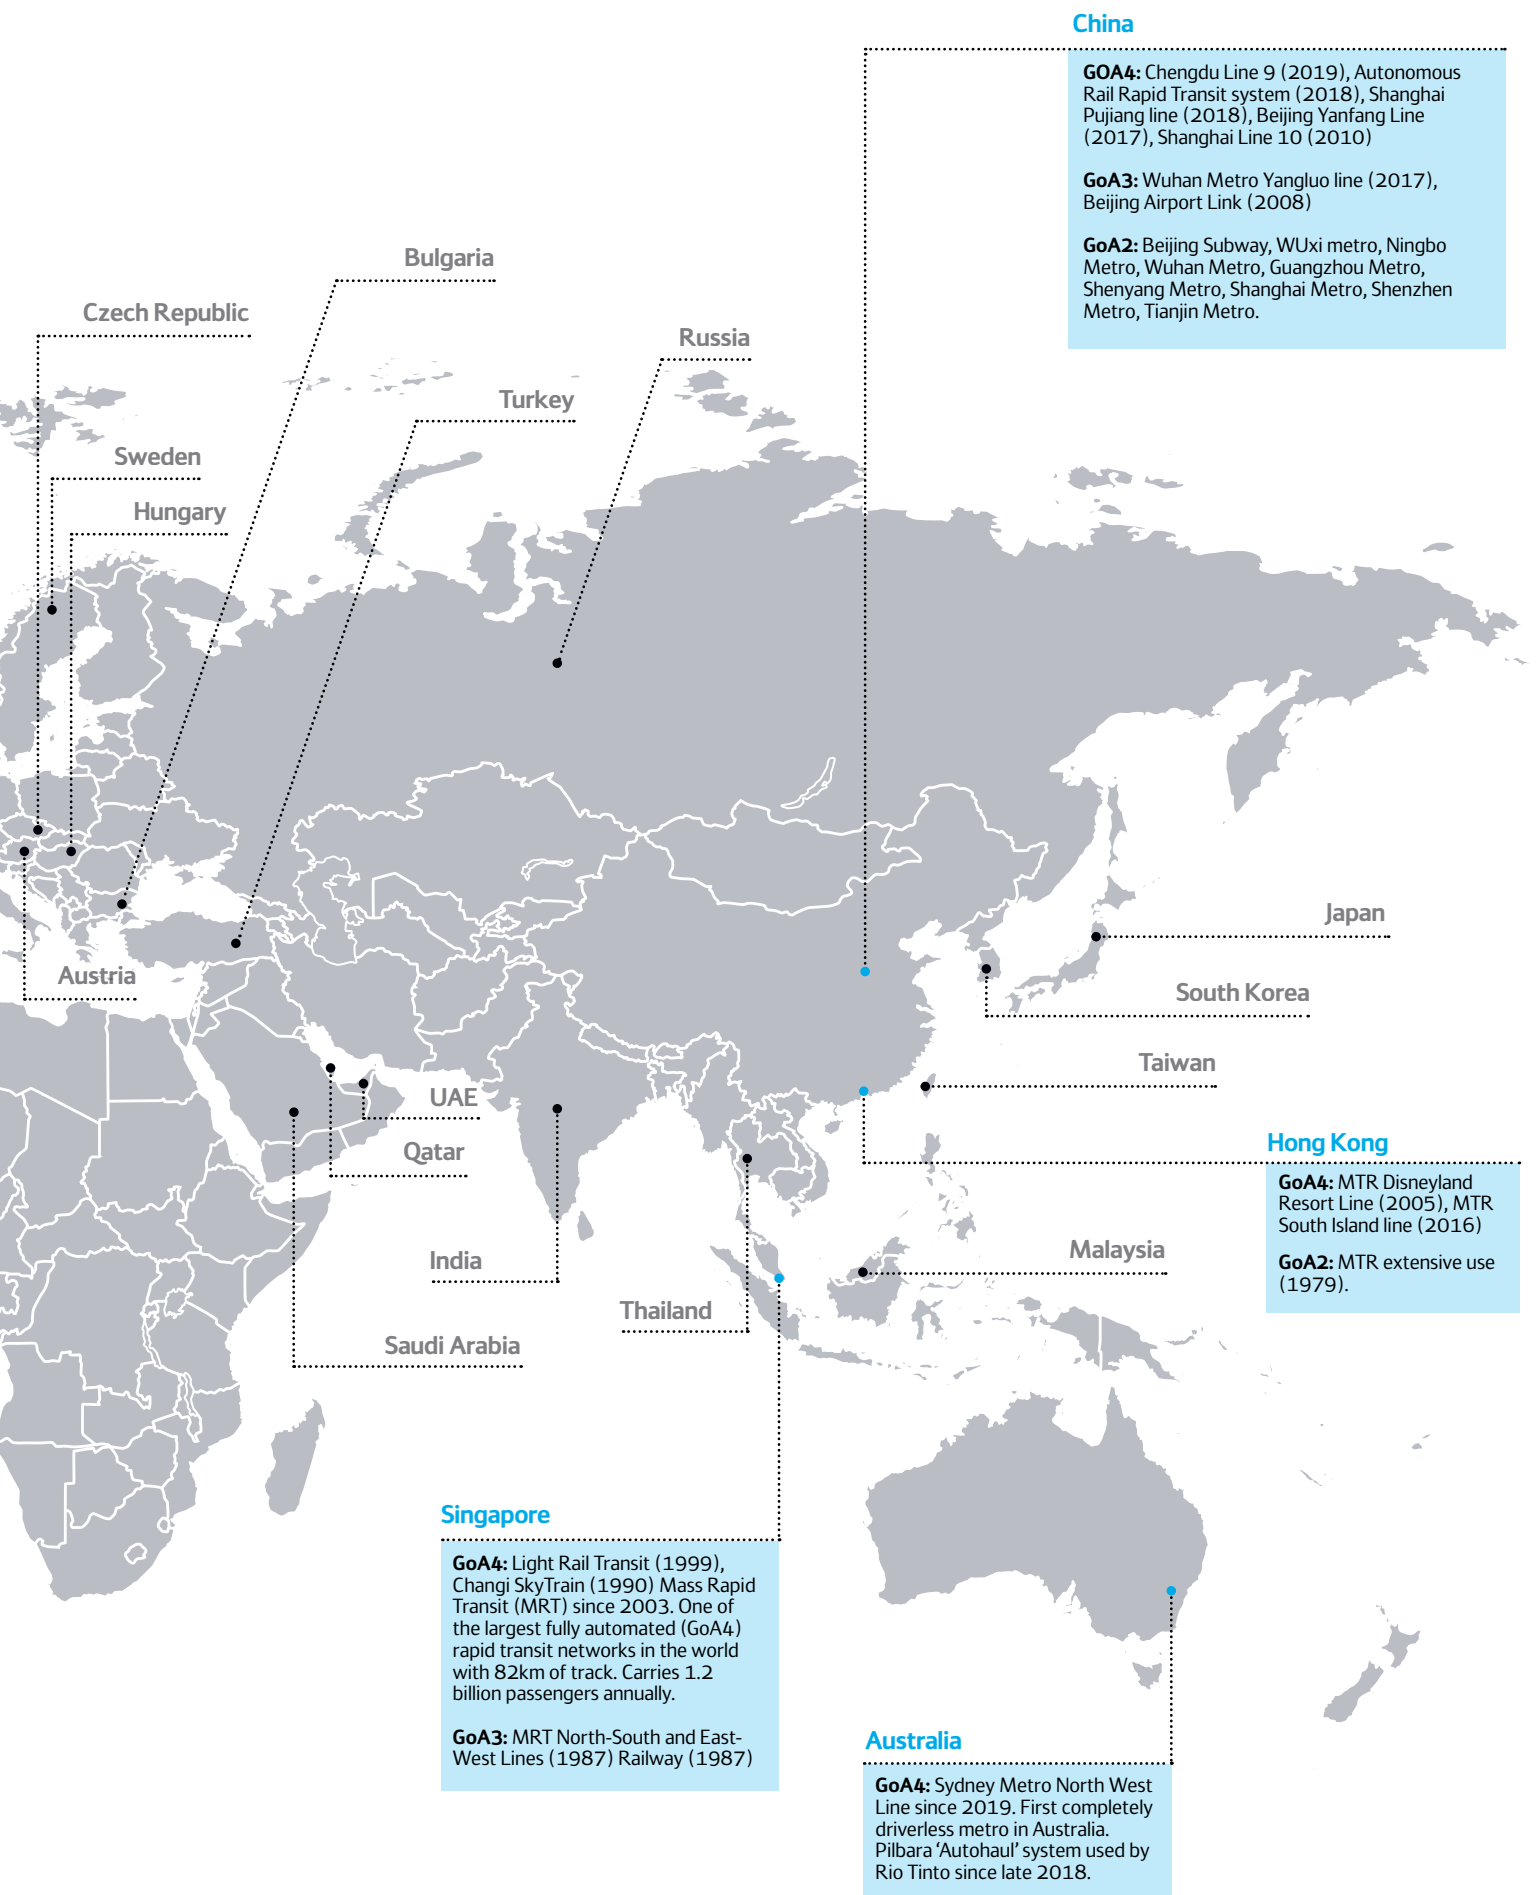 China
GOA4: Chengdu Line 9 (2019), Autonomous
Rail Rapid Transit system (2018), Shanghai
Pujiang line (2018), Beijing Yanfang Line
(2017), Shanghai Line 10 (2010)
GoA3: Wuhan Metro Yangluo line (2017),
Beijing Airport Link (2008)
GoA2: Beijing Subway, WUxi metro, Ningbo
Metro, Wuhan Metro, Guangzhou Metro,
Shenyang Metro, Shanghai Metro, Shenzhen
Metro, Tianjin Metro.
Bulgaria
Czech Republic
Russia
Turkey
Sweden
Hungary
Japan
Austria
South Korea
Taiwan
UAE
Qatar
Hong Kong
GoA4: MTR Disneyland
Resort Line (2005), MTR
South Island line (2016)
GoA2: MTR extensive use
(1979).
Malaysia
India
Thailand
Saudi Arabia
Singapore
GoA4: Light Rail Transit (1999),
Changi SkyTrain (1990) Mass Rapid
Transit (MRT) since 2003. One of
the largest fully automated (GoA4)
rapid transit networks in the world
with 82km of track. Carries 1.2
billion passengers annually.
GoA3: MRT North-South and East-
West Lines (1987) Railway (1987)
Australia
GoA4: Sydney Metro North West
Line since 2019. First completely
driverless metro in Australia.
Pilbara ‘Autohaul’ system used by
Rio Tinto since late 2018.